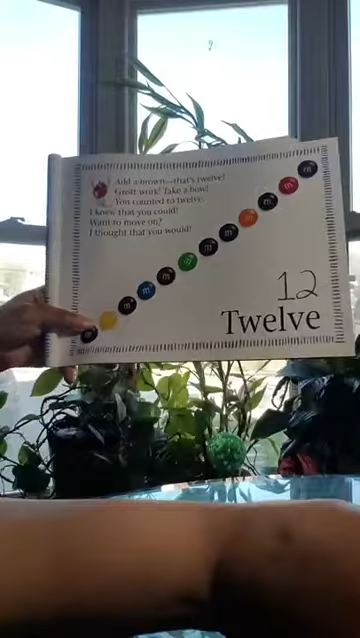 Add a brown—that's twelve!
Great work! Take a bow!
You counted to twelve.
I knew that you could!
Want to move on?
I thought that you would!
12
Twelve